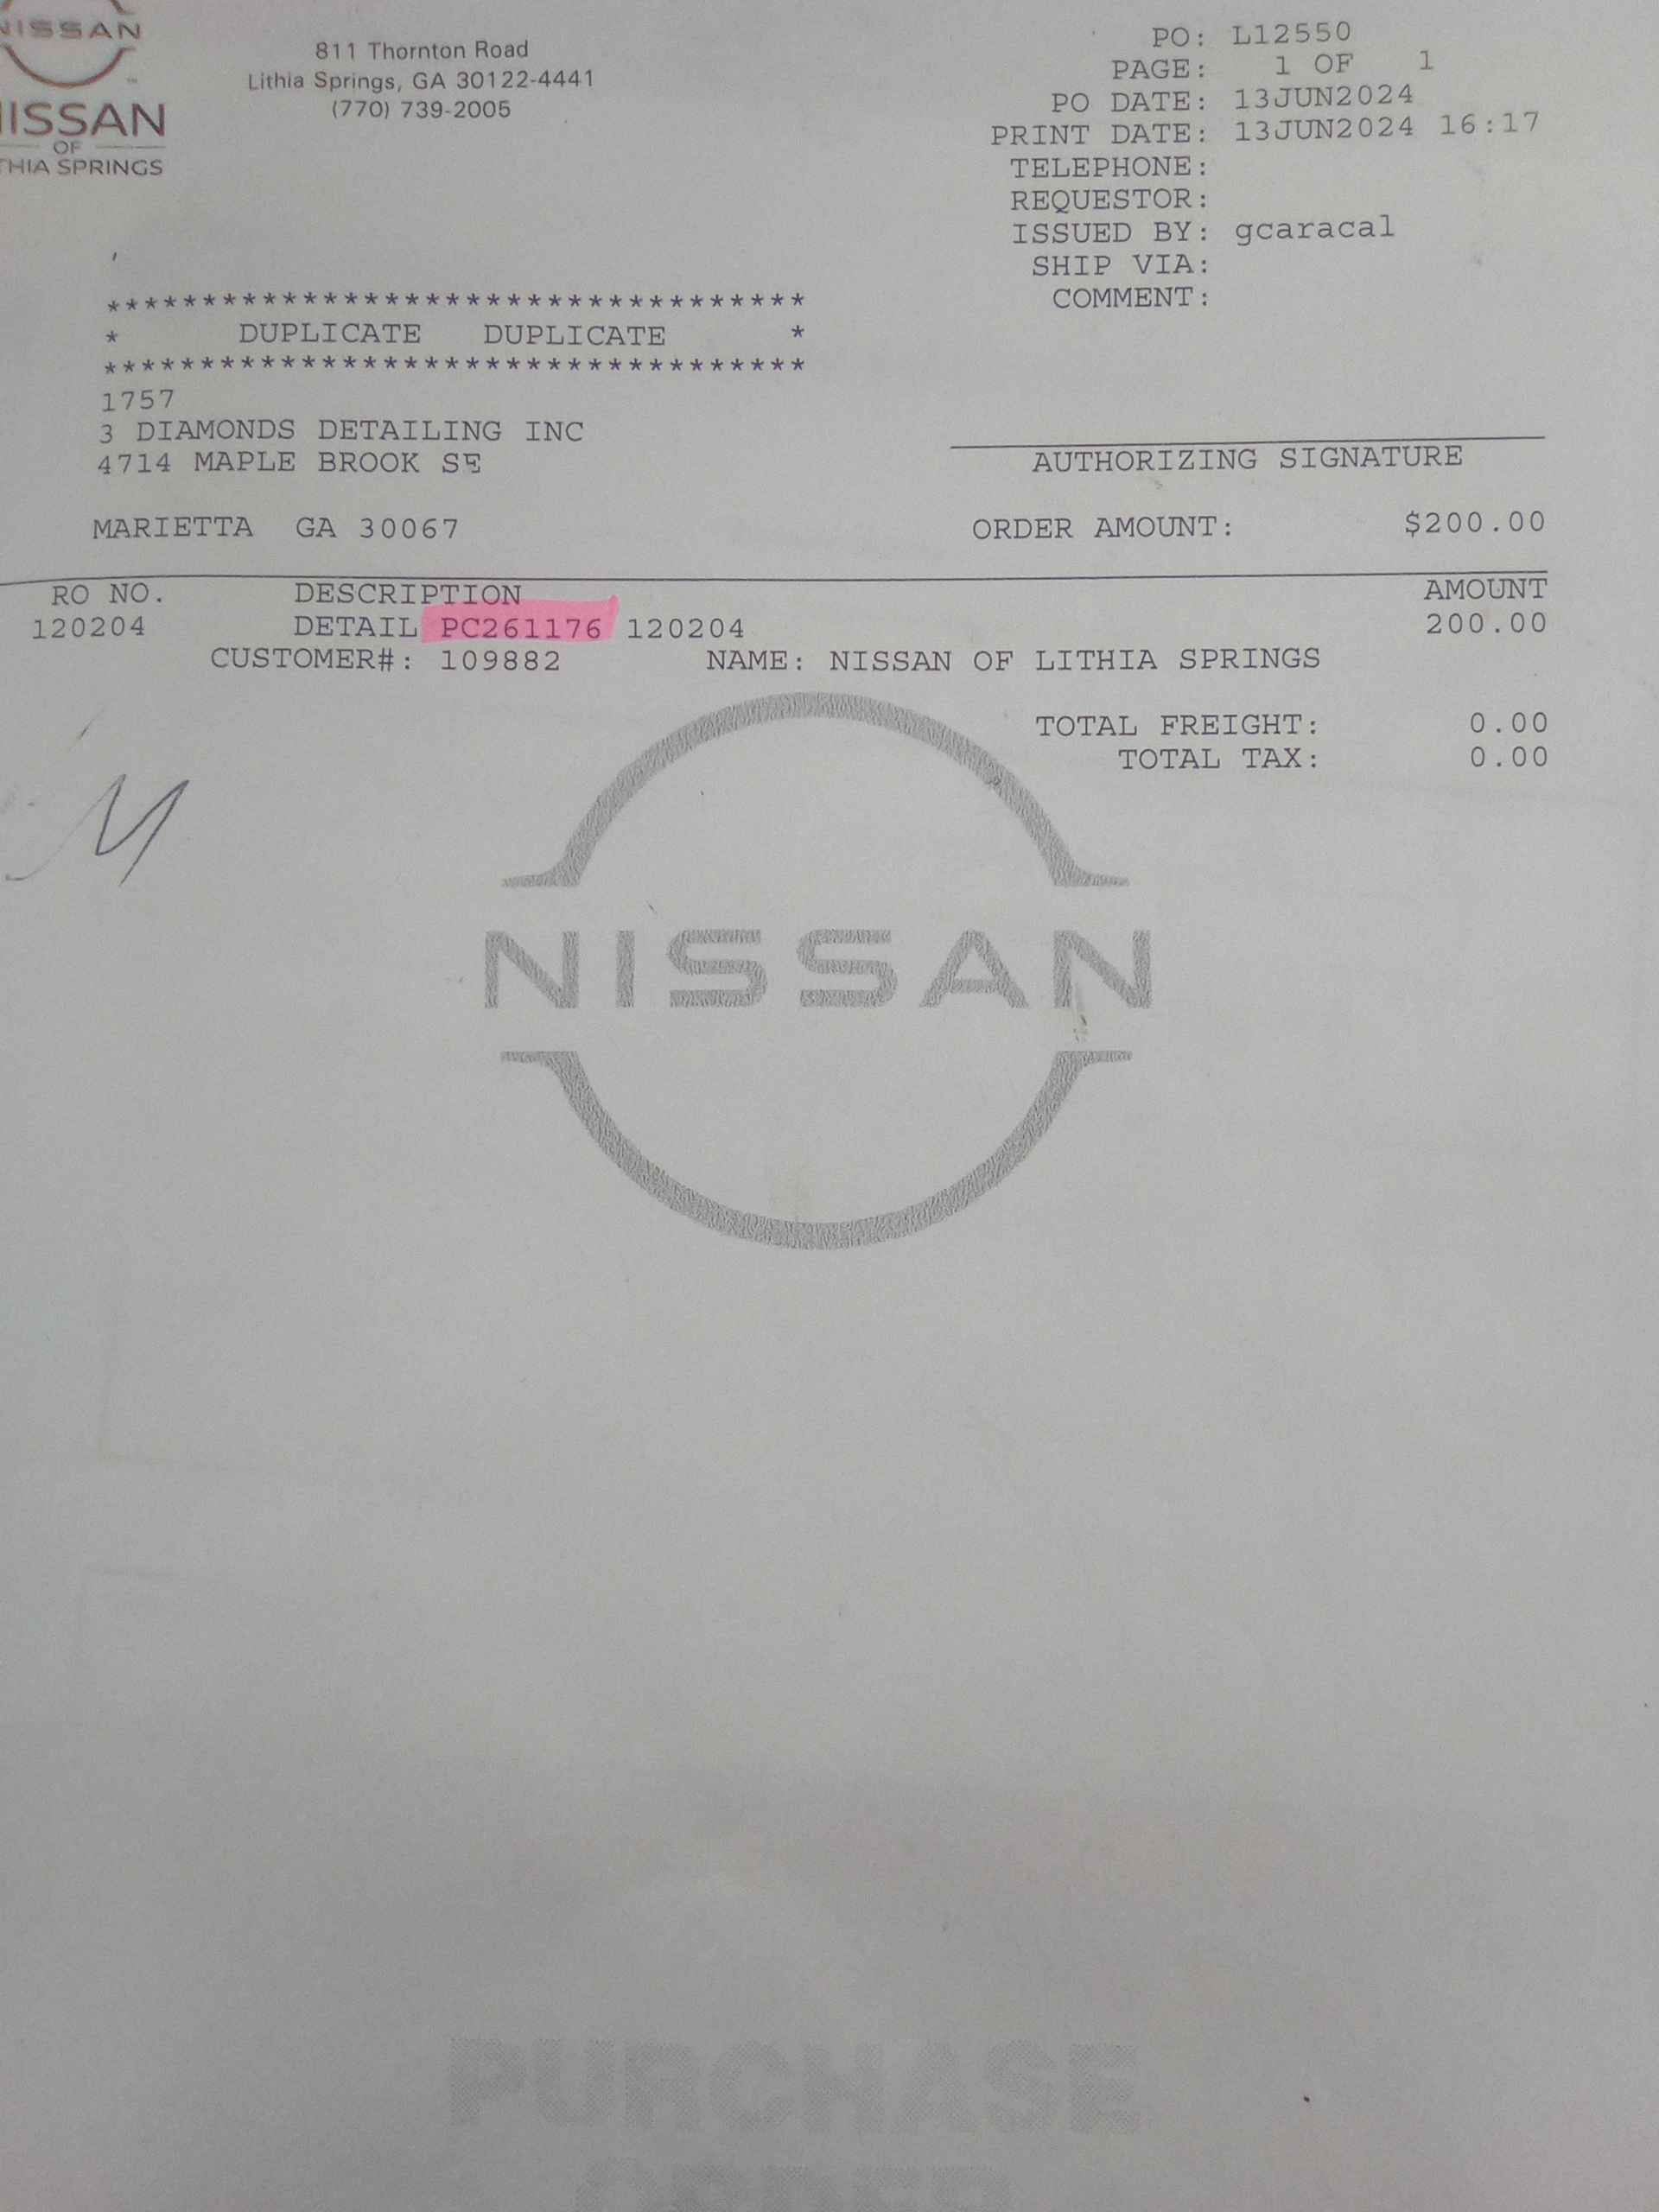 NISSAN
NISSAN
OF
THIA SPRINGS
811 Thornton Road
Lithia Springs, GA 30122-4441
(770) 739-2005
PO: L12550
PAGE: 1 OF 1
PO DATE: 13JUN2024
PRINT DATE: 13JUN2024 16:17
TELEPHONE:
REQUESTOR:
ISSUED BY: gcaracal
SHIP VIA:
COMMENT:
***********************************
* DUPLICATE DUPLICATE *
***********************************
1757
3 DIAMONDS DETAILING INC
4714 MAPLE BROOK SE
MARIETTA GA 30067
AUTHORIZING SIGNATURE
ORDER AMOUNT: $200.00
RO NO. DESCRIPTION AMOUNT
120204 DETAIL PC261176 120204 200.00
CUSTOMER#: 109882 NAME: NISSAN OF LITHIA SPRINGS
TOTAL FREIGHT: 0.00
TOTAL TAX: 0.00
NISSAN
PURCHASE
ORDER